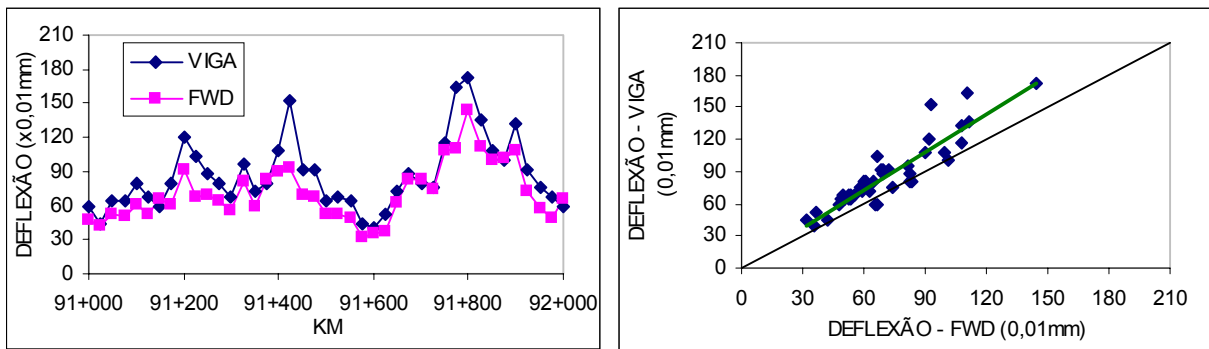 DEFLEXÃO (x0,01mm)
210
180
150
120
90
60
30
0
VIGA
FWD
91+000 91+200 91+400 91+600 91+800 92+000
KM
DEFLEXÃO - VIGA
(0,01mm)
210
180
150
120
90
60
30
0
0 30 60 90 120 150 180 210
DEFLEXÃO - FWD (0,01mm)